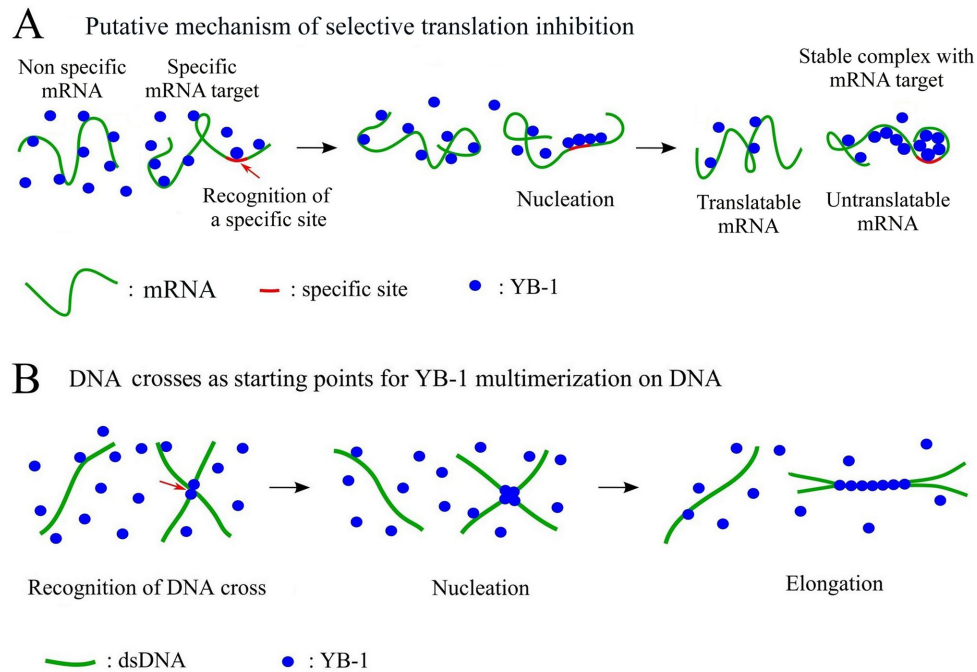 A Putative mechanism of selective translation inhibition
Non specific
mRNA
Specific
mRNA target
Stable complex with
mRNA target
Recognition of
a specific site
Nucleation
Translatable
mRNA
Untranslatable
mRNA
: mRNA
: specific site
: YB-1
B DNA crosses as starting points for YB-1 multimerization on DNA
Recognition of DNA cross
Nucleation
Elongation
: dsDNA
: YB-1